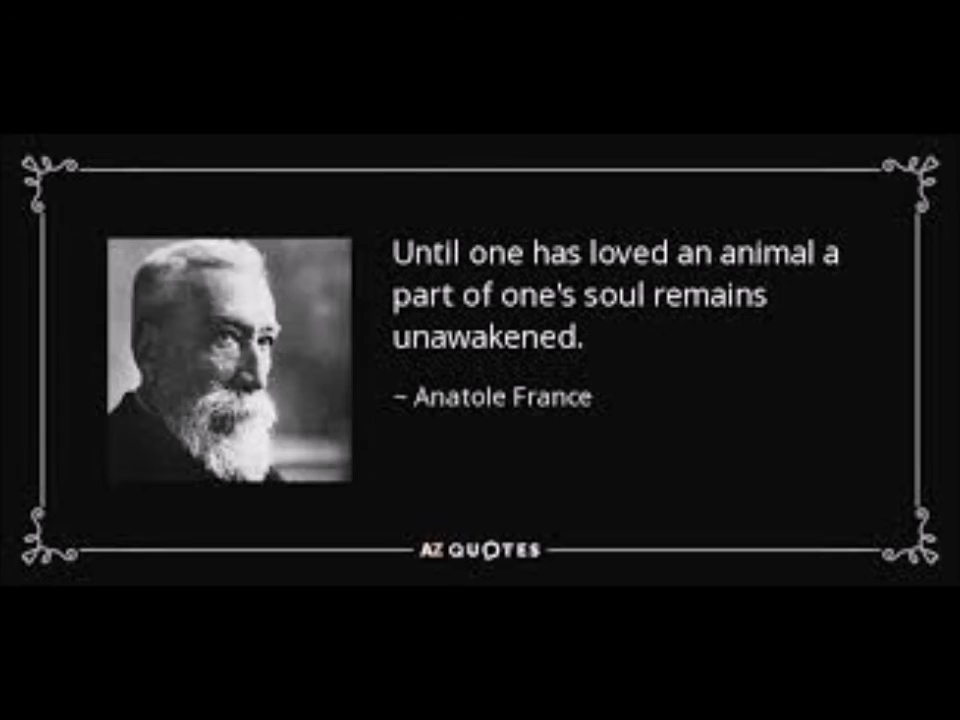 Until one has loved an animal a
part of one's soul remains
unawakened.
~ Anatole France
AZ QUOTES